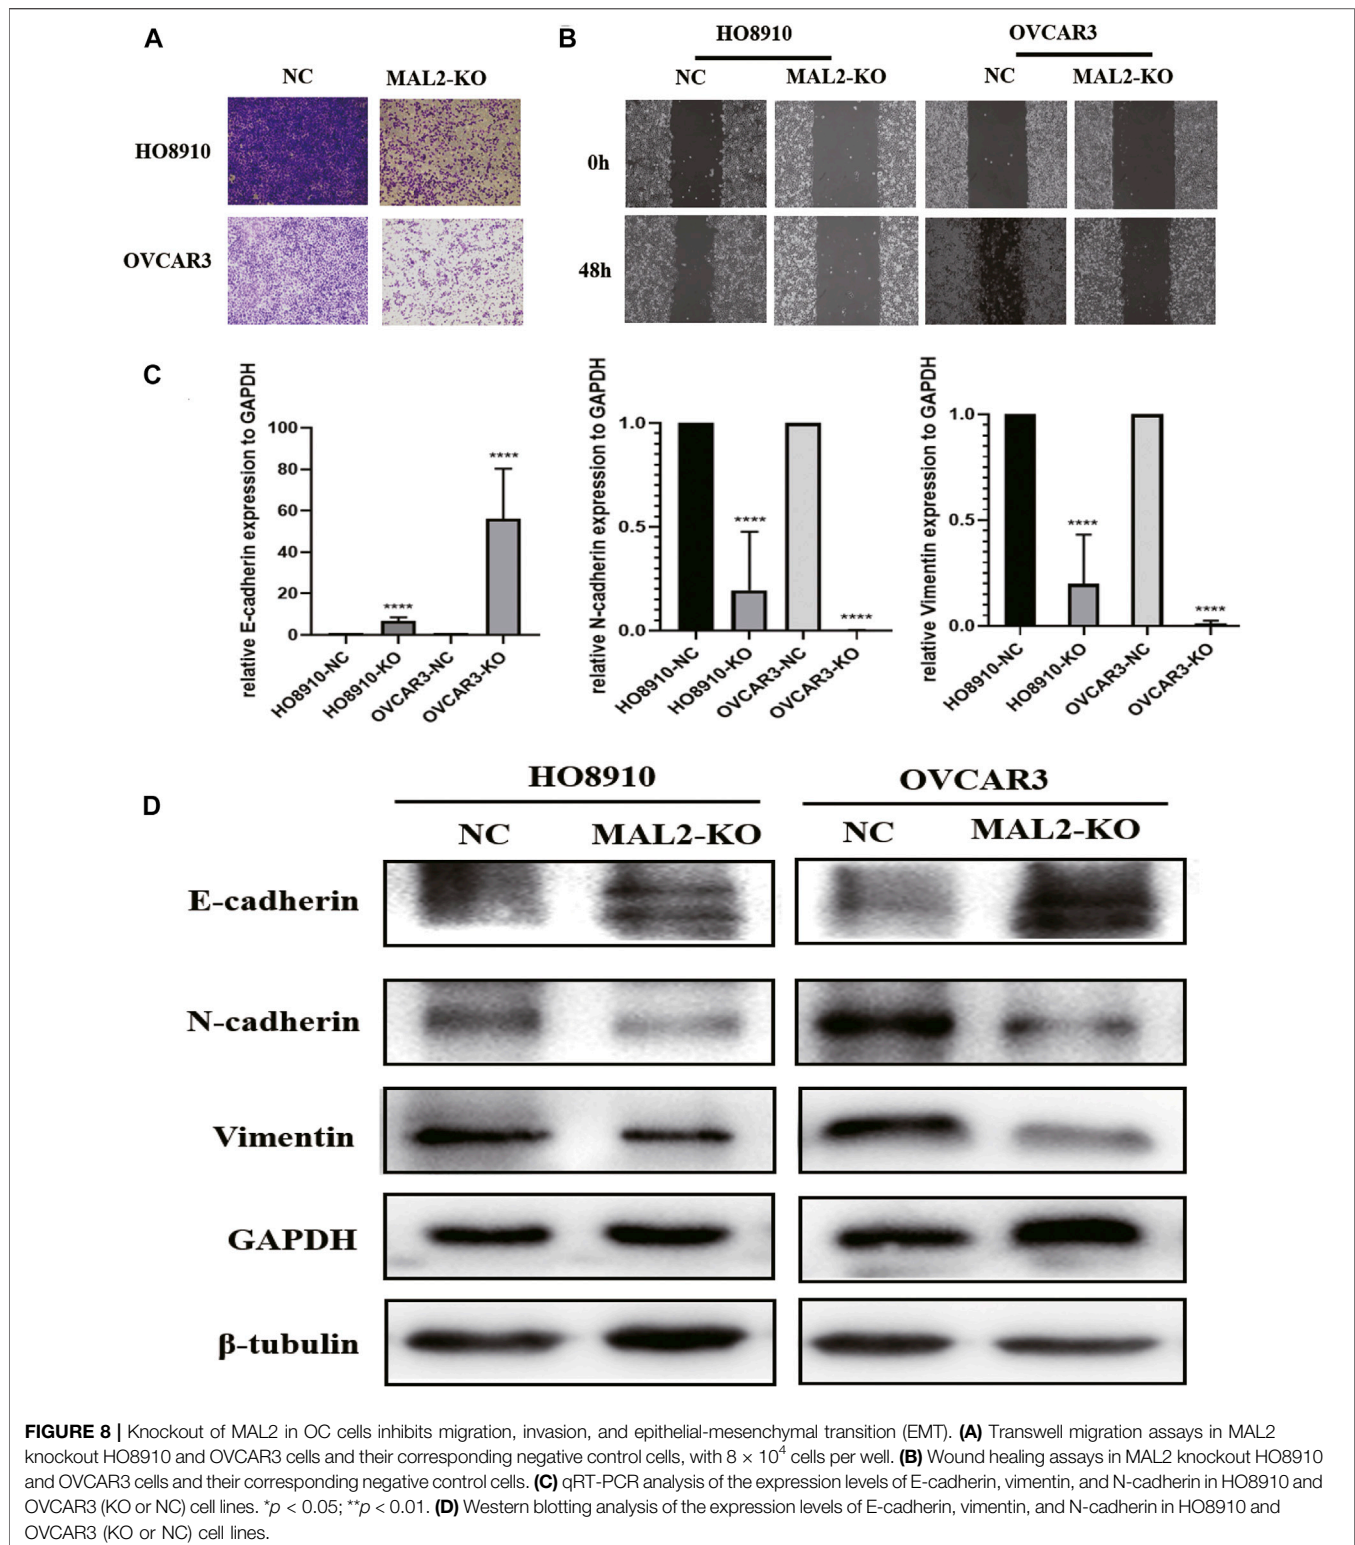 A
NC
MAL2-KO
HO8910
OVCAR3
B
HO8910
OVCAR3
NC
MAL2-KO
NC
MAL2-KO
0h
48h
C
relative E-cadherin expression to GAPDH
100
80
60
40
20
0
****
****
HO8910-NC
HO8910-KO
OVCAR3-NC
OVCAR3-KO
relative N-cadherin expression to GAPDH
1.0
0.5
0.0
****
****
HO8910-NC
HO8910-KO
OVCAR3-NC
OVCAR3-KO
relative Vimentin expression to GAPDH
1.0
0.5
0.0
****
****
HO8910-NC
HO8910-KO
OVCAR3-NC
OVCAR3-KO
D
HO8910
OVCAR3
NC
MAL2-KO
NC
MAL2-KO
E-cadherin
N-cadherin
Vimentin
GAPDH
β-tubulin
FIGURE 8 | Knockout of MAL2 in OC cells inhibits migration, invasion, and epithelial-mesenchymal transition (EMT). (A) Transwell migration assays in MAL2
knockout HO8910 and OVCAR3 cells and their corresponding negative control cells, with 8 × 10⁴ cells per well. (B) Wound healing assays in MAL2 knockout HO8910
and OVCAR3 cells and their corresponding negative control cells. (C) qRT-PCR analysis of the expression levels of E-cadherin, vimentin, and N-cadherin in HO8910 and
OVCAR3 (KO or NC) cell lines. *p < 0.05; **p < 0.01. (D) Western blotting analysis of the expression levels of E-cadherin, vimentin, and N-cadherin in HO8910 and
OVCAR3 (KO or NC) cell lines.